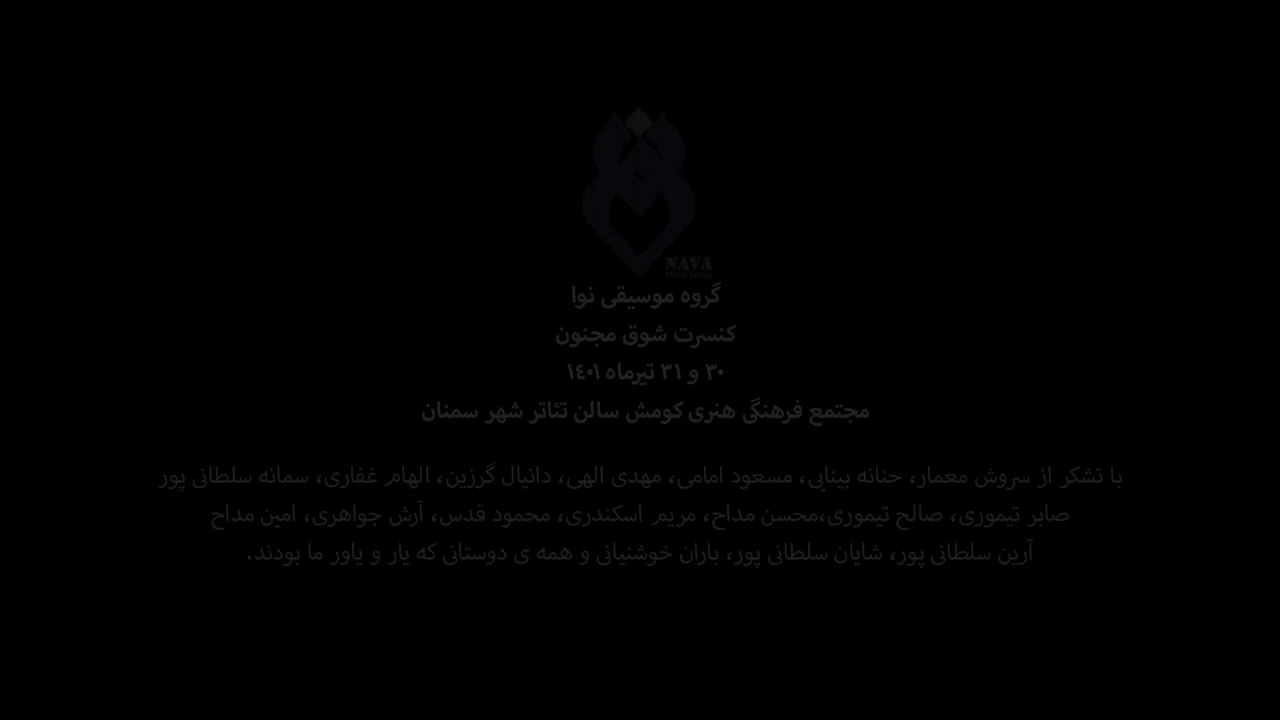 NAVA
گروه موسیقی نوا
کنسرت شوق مجنون
۳۰ و ۳۱ تیرماه ۱٤۰۱
مجتمع فرهنگی هنری کومش سالن تئاتر شهر سمنان
با تشکر از سروش معمار، حنانه بینایی، مسعود امامی، مهدی الهی، دانیال گرزین، الهام غفاری، سمانه سلطانی پور
صابر تیموری، صالح تیموری،محسن مداح، مریم اسکندری، محمود قدس، آرش جواهری، امین مداح
آرین سلطانی پور، شایان سلطانی پور، باران خوشنیانی و همه ی دوستانی که یار و یاور ما بودند.